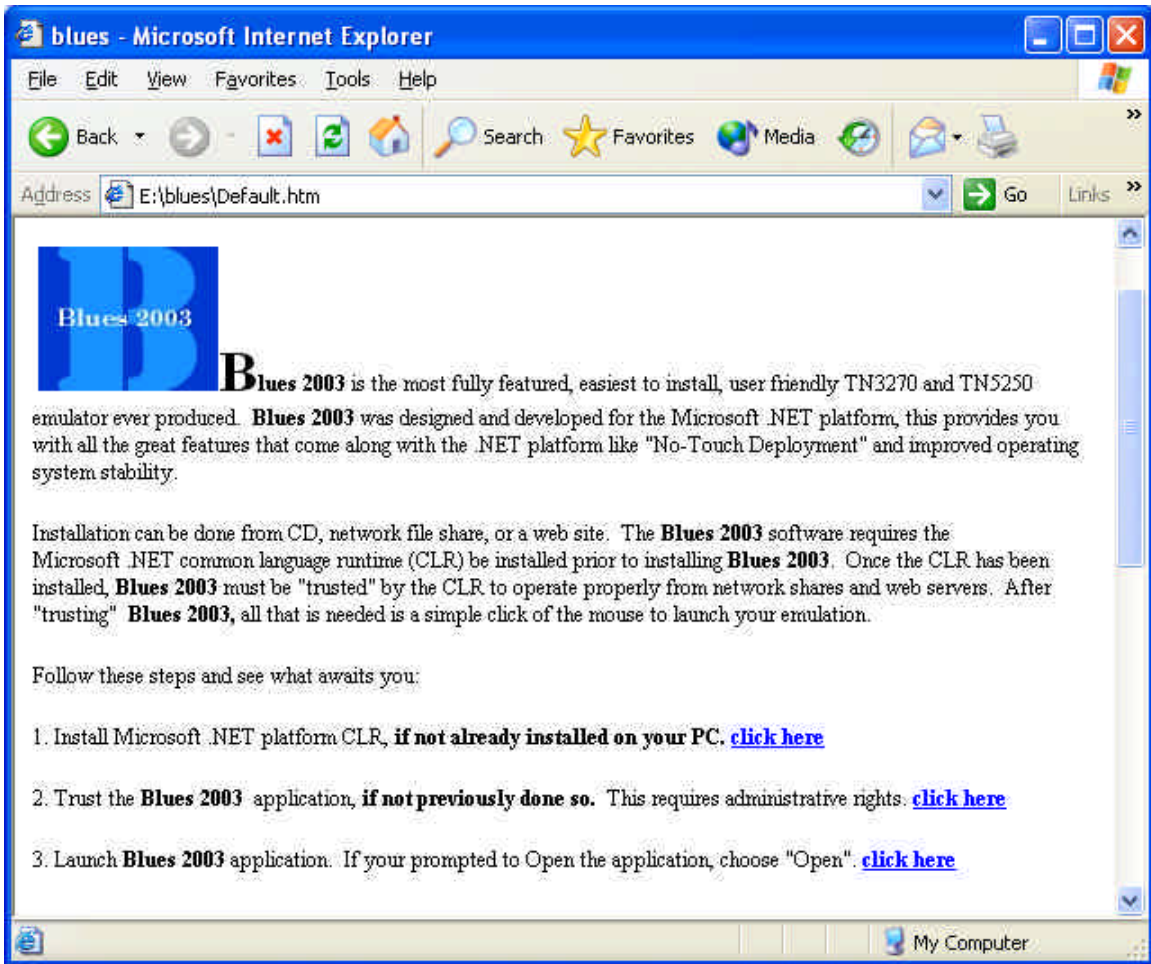 blues - Microsoft Internet Explorer
File Edit View Favorites Tools Help
Back Search Favorites Media »
Address E:\blues\Default.htm Go Links »
Blues 2003
Blues 2003 is the most fully featured, easiest to install, user friendly TN3270 and TN5250
emulator ever produced. Blues 2003 was designed and developed for the Microsoft .NET platform, this provides you
with all the great features that come along with the .NET platform like "No-Touch Deployment" and improved operating
system stability.
Installation can be done from CD, network file share, or a web site. The Blues 2003 software requires the
Microsoft .NET common language runtime (CLR) be installed prior to installing Blues 2003. Once the CLR has been
installed, Blues 2003 must be "trusted" by the CLR to operate properly from network shares and web servers. After
"trusting" Blues 2003, all that is needed is a simple click of the mouse to launch your emulation.
Follow these steps and see what awaits you:
1. Install Microsoft .NET platform CLR, if not already installed on your PC. click here
2. Trust the Blues 2003 application, if not previously done so. This requires administrative rights. click here
3. Launch Blues 2003 application. If your prompted to Open the application, choose "Open". click here
My Computer